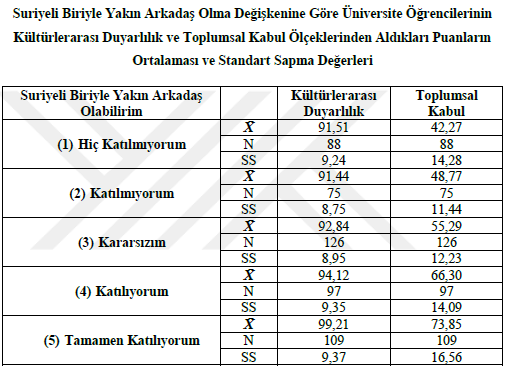 Suriyeli Biriyle Yakın Arkadaş Olma Değişkenine Göre Üniversite Öğrencilerinin
Kültürlerarası Duyarlılık ve Toplumsal Kabul Ölçeklerinden Aldıkları Puanların
Ortalaması ve Standart Sapma Değerleri
Suriyeli Biriyle Yakın Arkadaş Olabilirim Kültürlerarası Duyarlılık Toplumsal Kabul
(1) Hiç Katılmıyorum X̄ 91,51 42,27
N 88 88
SS 9,24 14,28
(2) Katılmıyorum X̄ 91,44 48,77
N 75 75
SS 8,75 11,44
(3) Kararsızım X̄ 92,84 55,29
N 126 126
SS 8,95 12,23
(4) Katılıyorum X̄ 94,12 66,30
N 97 97
SS 9,35 14,09
(5) Tamamen Katılıyorum X̄ 99,21 73,85
N 109 109
SS 9,37 16,56